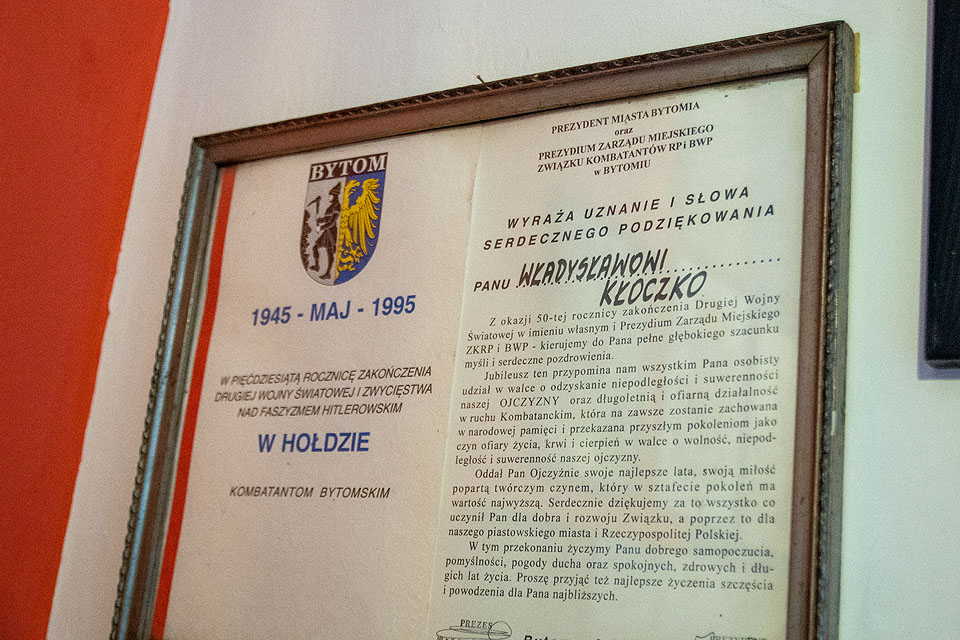 BYTOM
1945 - MAJ - 1995
W PIĘĆDZIESIĄTĄ ROCZNICĘ ZAKOŃCZENIA
DRUGIEJ WOJNY ŚWIATOWEJ I ZWYCIĘSTWA
NAD FASZYZMEM HITLEROWSKIM
W HOŁDZIE
KOMBATANTOM BYTOMSKIM
PREZYDENT MIASTA BYTOMIA
oraz
PREZYDIUM ZARZĄDU MIEJSKIEGO
ZWIĄZKU KOMBATANTÓW RP i BWP
w BYTOMIU
WYRAŻA UZNANIE I SŁOWA
SERDECZNEGO PODZIĘKOWANIA
PANU WŁADYSŁAWOWI
KŁOCZKO
Z okazji 50-tej rocznicy zakończenia Drugiej Wojny
Światowej w imieniu własnym i Prezydium Zarządu Miejskiego
ZKRP i BWP - kierujemy do Pana pełne głębokiego szacunku
myśli i serdeczne pozdrowienia.
Jubileusz ten przypomina nam wszystkim Pana osobisty
udział w walce o odzyskanie niepodległości i suwerenności
naszej OJCZYZNY oraz długoletnią i ofiarną działalność
w ruchu Kombatanckim, która na zawsze zostanie zachowana
w narodowej pamięci i przekazana przyszłym pokoleniom jako
czyn ofiary życia, krwi i cierpień w walce o wolność, niepod-
ległość i suwerenność naszej ojczyzny.
Oddał Pan Ojczyźnie swoje najlepsze lata, swoją miłość
popartą twórczym czynem, który w sztafecie pokoleń ma
wartość najwyższą. Serdecznie dziękujemy za to wszystko co
uczynił Pan dla dobra i rozwoju Związku, a poprzez to dla
naszego piastowskiego miasta i Rzeczypospolitej Polskiej.
W tym przekonaniu życzymy Panu dobrego samopoczucia,
pomyślności, pogody ducha oraz spokojnych, zdrowych i dłu-
gich lat życia. Proszę przyjąć też najlepsze życzenia szczęścia
i powodzenia dla Pana najbliższych.
PREZES